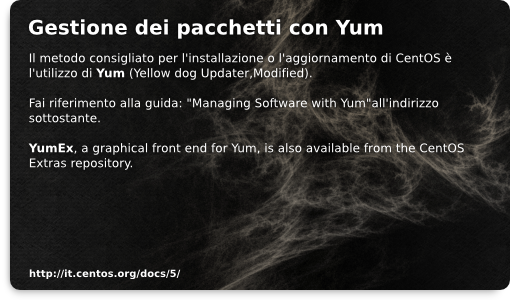 Gestione dei pacchetti con Yum
Il metodo consigliato per l'installazione o l'aggiornamento di CentOS è
l'utilizo di Yum (Yellow dog Updater,Modified).
Fai riferimento alla guida: "Managing Software with Yum"all'indirizzo
sottostante.
YumEx, a graphical front end for Yum, is also available from the CentOS
Extras repository.
http://it.centos.org/docs/5/